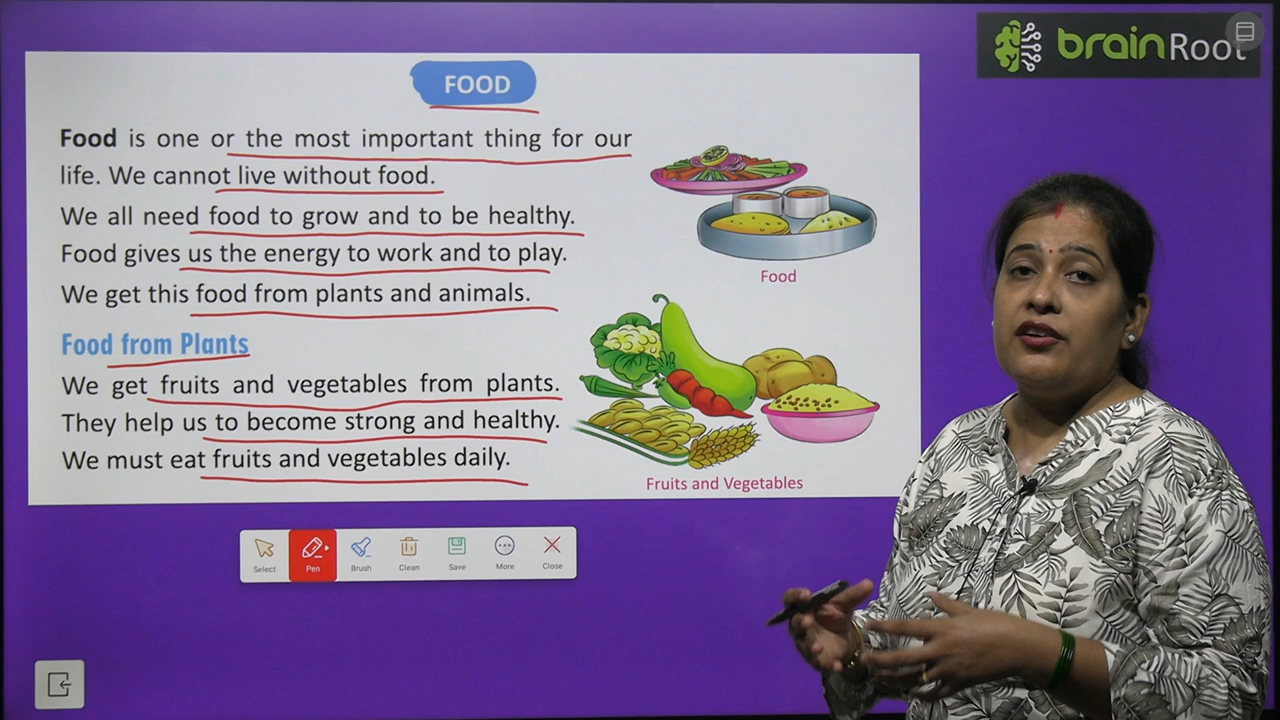 brainRoot
FOOD
Food is one or the most important thing for our
life. We cannot live without food.
We all need food to grow and to be healthy.
Food gives us the energy to work and to play.
We get this food from plants and animals.
Food
Food from Plants
We get fruits and vegetables from plants.
They help us to become strong and healthy.
We must eat fruits and vegetables daily.
Fruits and Vegetables
Select Pen Brush Clean Save More Close